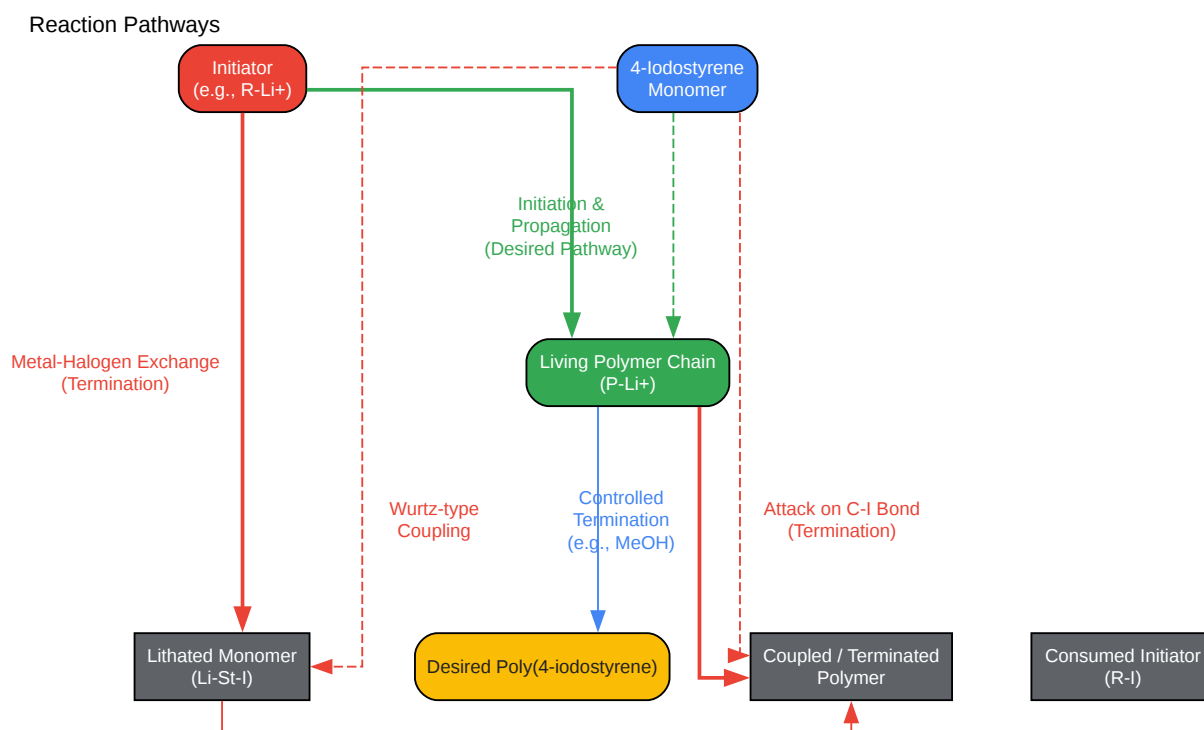 Reaction Pathways
Initiator
(e.g., R-Li+)
4-Iodostyrene
Monomer
Initiation &
Propagation
(Desired Pathway)
Metal-Halogen Exchange
(Termination)
Living Polymer Chain
(P-Li+)
Wurtz-type
Coupling
Controlled
Termination
(e.g., MeOH)
Attack on C-I Bond
(Termination)
Lithated Monomer
(Li-St-I)
Desired Poly(4-iodostyrene)
Coupled / Terminated
Polymer
Consumed Initiator
(R-I)